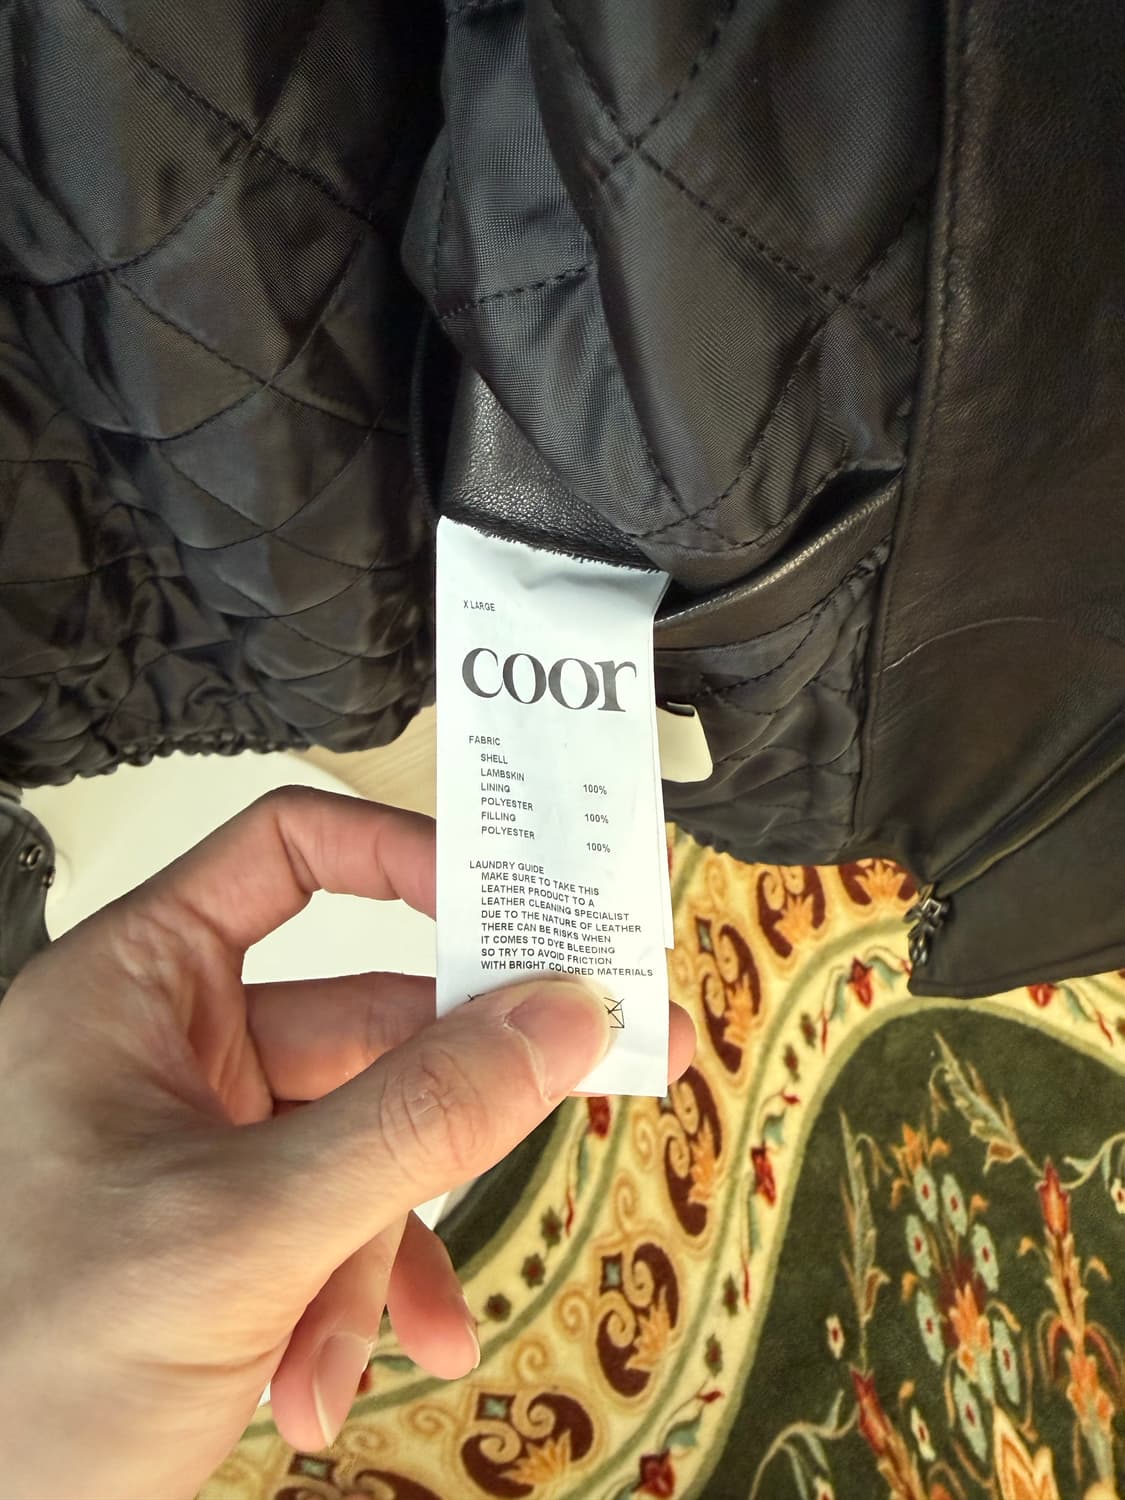 X LARGE
coor
FABRIC
SHELL
LAMBSKIN
LINING 100%
POLYESTER
FILLING 100%
POLYESTER
100%
LAUNDRY GUIDE
MAKE SURE TO TAKE THIS
LEATHER PRODUCT TO A
LEATHER CLEANING SPECIALIST
DUE TO THE NATURE OF LEATHER
THERE CAN BE RISKS WHEN
IT COMES TO DYE BLEEDING
SO TRY TO AVOID FRICTION
WITH BRIGHT COLORED MATERIALS